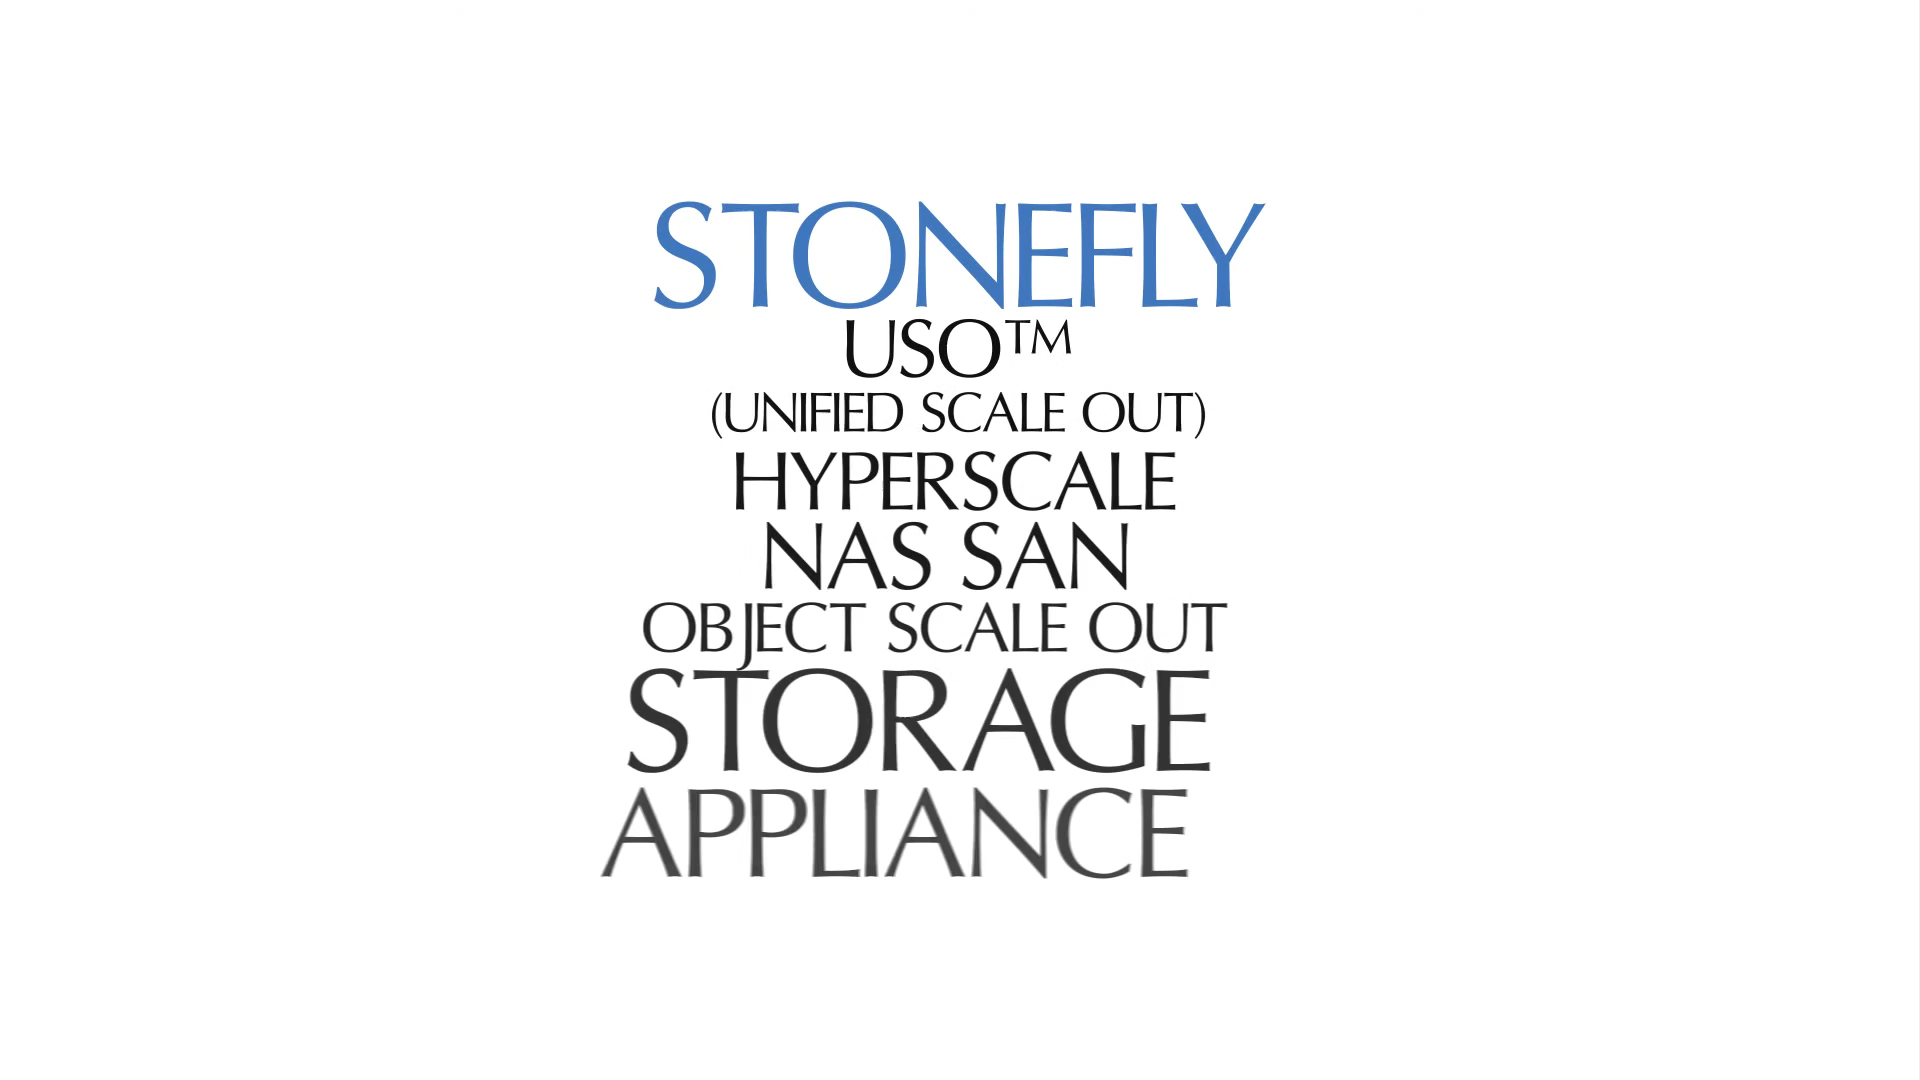 STONEFLY
USO™
(UNIFIED SCALE OUT)
HYPERSCALE
NAS SAN
OBJECT SCALE OUT
STORAGE
APPLIANCE